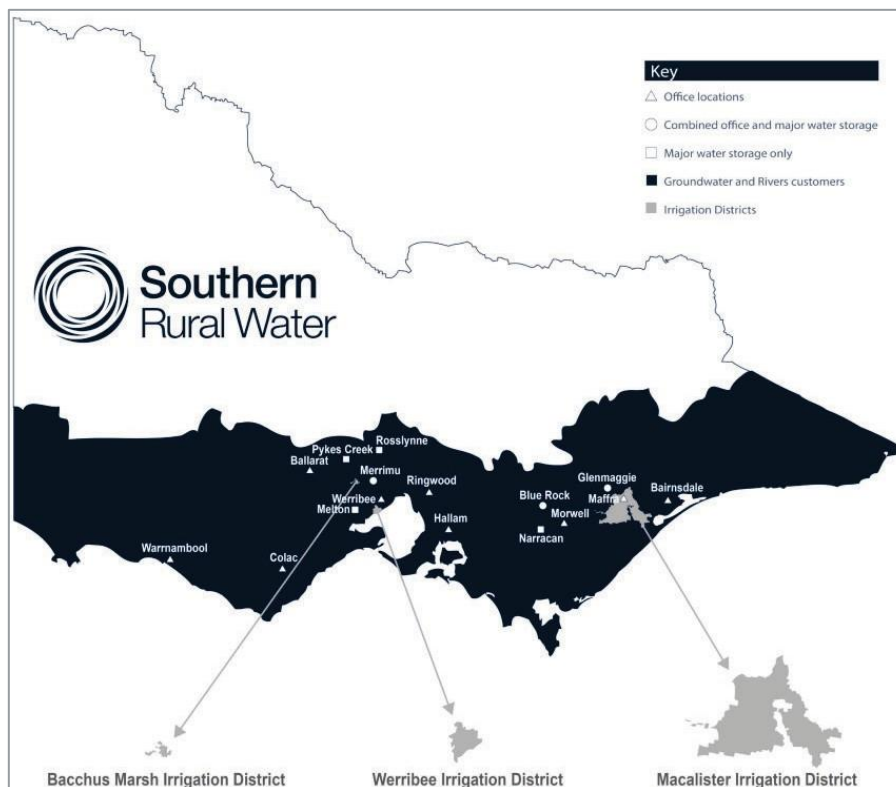 Key
Office locations
Combined office and major water storage
Major water storage only
Groundwater and Rivers customers
Irrigation Districts
Southern
Rural Water
Rosslynne
Pykes Creek
Ballarat
Merrimu
Ringwood
Werribee
Melton
Hallam
Warrnambool
Colac
Glenmaggie
Maffra
Bairnsdale
Blue Rock
Morwell
Narracan
Bacchus Marsh Irrigation District
Werribee Irrigation District
Macalister Irrigation District